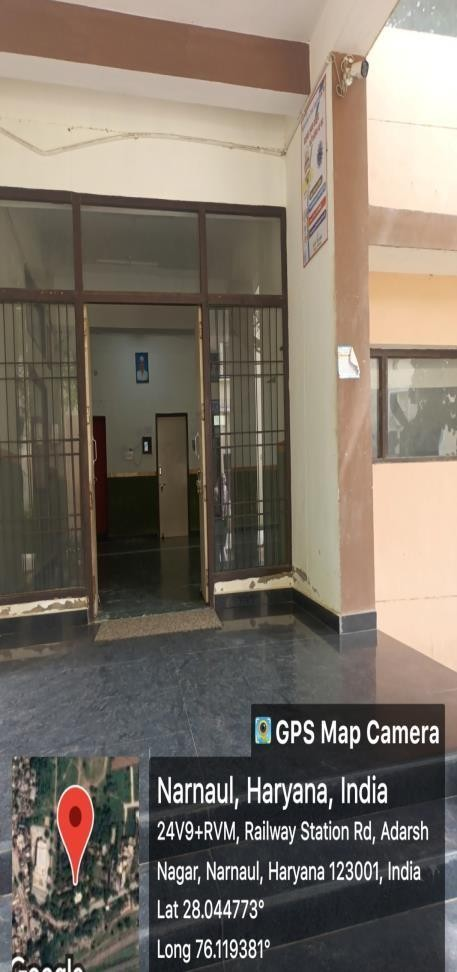 GPS Map Camera
Narnaul, Haryana, India
24V9+RVM, Railway Station Rd, Adarsh
Nagar, Narnaul, Haryana 123001, India
Lat 28.044773°
Long 76.119381°
Google